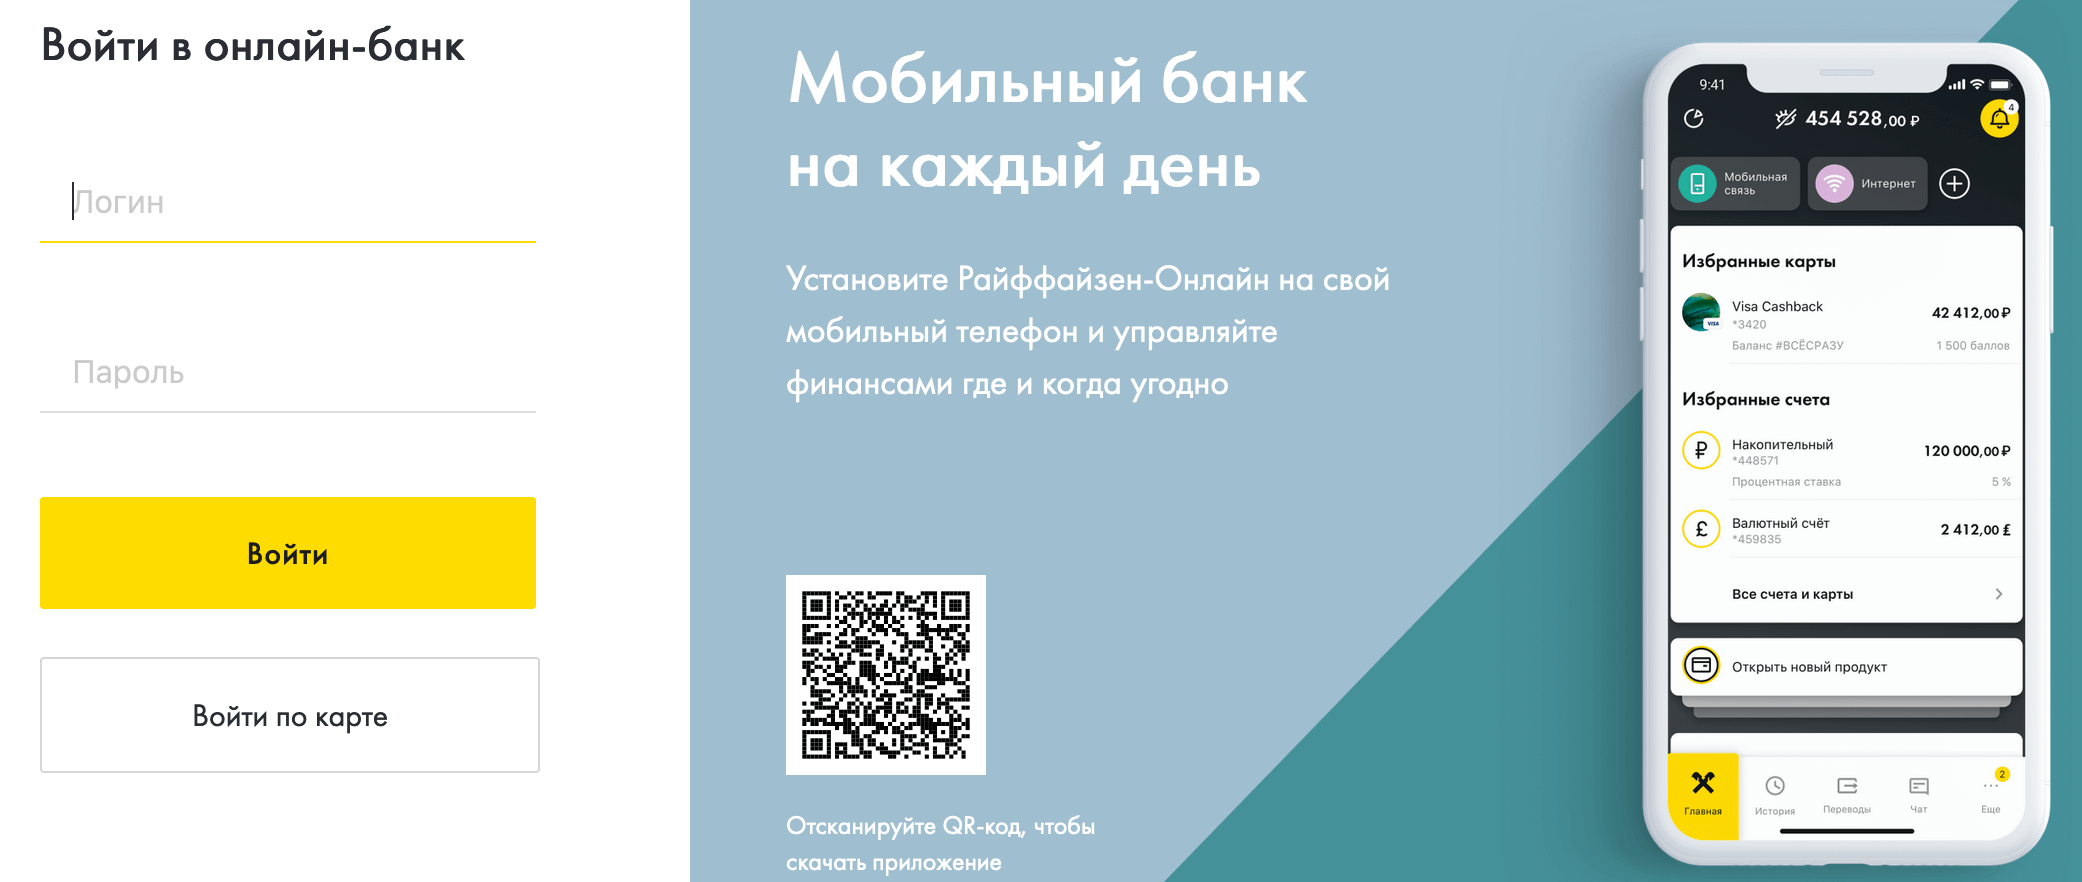 Войти в онлайн-банк
Логин
Пароль
Войти
Войти по карте
Мобильный банк
на каждый день
Установите Райффайзен-Онлайн на свой
мобильный телефон и управляйте
финансами где и когда угодно
Отсканируйте QR-код, чтобы
скачать приложение
9:41
454 528,00 ₽
4
Мобильная
связь
Интернет
Избранные карты
Visa Cashback
42 412,00 ₽
*3420
VISA
Баланс #ВСЁСРАЗУ
1 500 баллов
Избранные счета
₽
Накопительный
120 000,00 ₽
*448571
Процентная ставка
5 %
£
Валютный счёт
2 412,00 £
*459835
Все счета и карты
Открыть новый продукт
2
Главная
История
Переводы
Чат
Еще